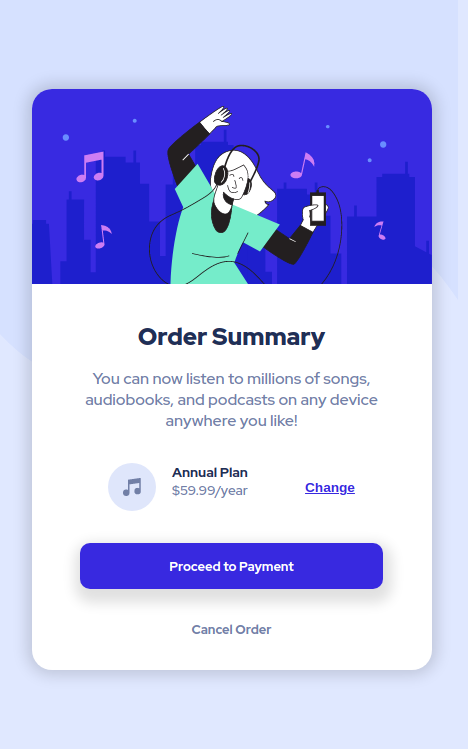 Order Summary
You can now listen to millions of songs,
audiobooks, and podcasts on any device
anywhere you like!
Annual Plan
$59.99/year
Change
Proceed to Payment
Cancel Order